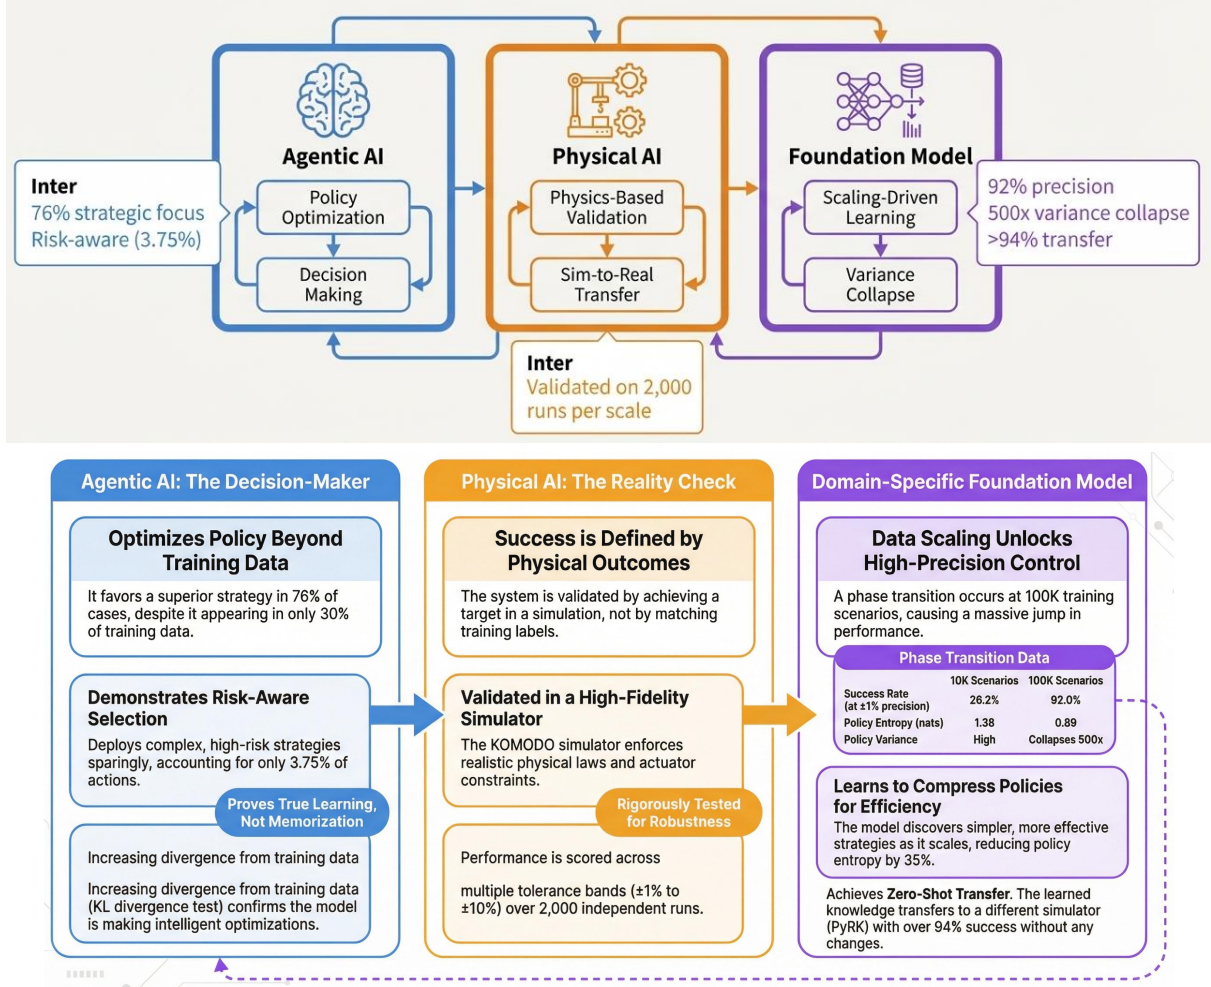 Agentic AI
Policy
Optimization
Decision
Making
Inter
76% strategic focus
Risk-aware (3.75%)
Physical AI
Physics-Based
Validation
Sim-to-Real
Transfer
Inter
Validated on 2,000
runs per scale
Foundation Model
Scaling-Driven
Learning
Variance
Collapse
92% precision
500x variance collapse
>94% transfer
Agentic AI: The Decision-Maker
Optimizes Policy Beyond
Training Data
It favors a superior strategy in 76% of
cases, despite it appearing in only 30%
of training data.
Demonstrates Risk-Aware
Selection
Deploys complex, high-risk strategies
sparingly, accounting for only 3.75% of
actions.
Proves True Learning,
Not Memorization
Increasing divergence from training data
Increasing divergence from training data
(KL divergence test) confirms the model
is making intelligent optimizations.
Physical AI: The Reality Check
Success is Defined by
Physical Outcomes
The system is validated by achieving a
target in a simulation, not by matching
training labels.
Validated in a High-Fidelity
Simulator
The KOMODO simulator enforces
realistic physical laws and actuator
constraints.
Rigorously Tested
for Robustness
Performance is scored across
multiple tolerance bands (±1% to
±10%) over 2,000 independent runs.
Domain-Specific Foundation Model
Data Scaling Unlocks
High-Precision Control
A phase transition occurs at 100K training
scenarios, causing a massive jump in
performance.
Phase Transition Data
10K Scenarios 100K Scenarios
Success Rate
(at ±1% precision) 26.2% 92.0%
Policy Entropy (nats) 1.38 0.89
Policy Variance High Collapses 500x
Learns to Compress Policies
for Efficiency
The model discovers simpler, more effective
strategies as it scales, reducing policy
entropy by 35%.
Achieves Zero-Shot Transfer. The learned
knowledge transfers to a different simulator
(PyRK) with over 94% success without any
changes.